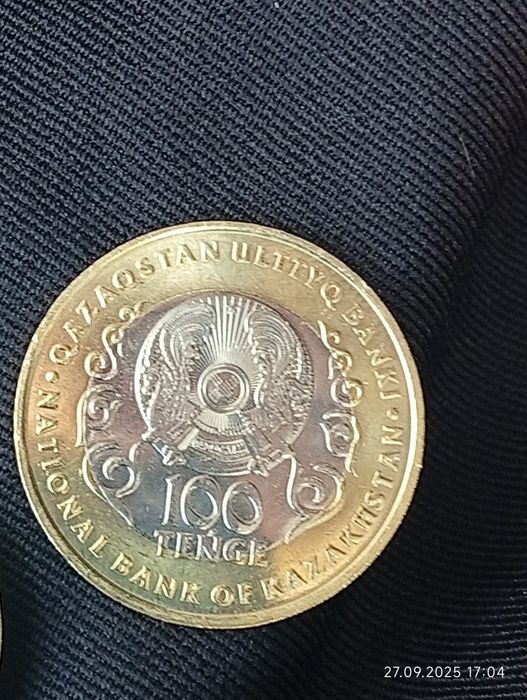 QAZAQSTAN ULTTYQ BANKI
100
TENGE
NATIONAL BANK OF KAZAKHSTAN
27.09.2025 17:04